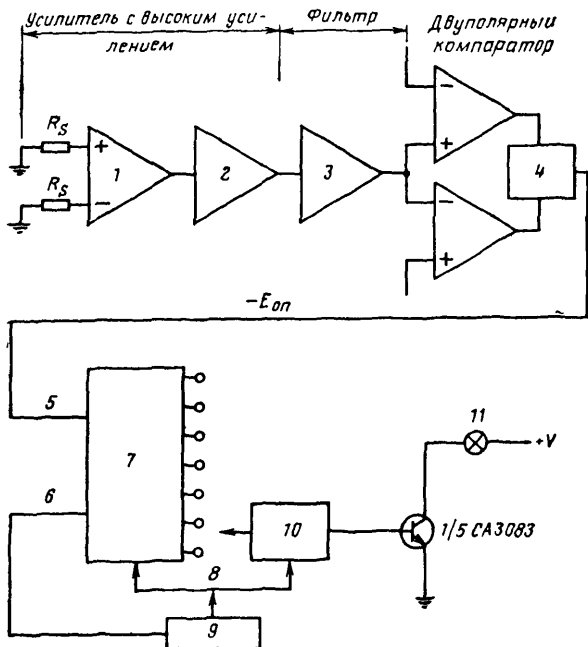 Усилитель с высоким уси-
лением
Фильтр
Двуполярный
компаратор
R_S
+
1
2
3
−
+
4
R_S
−
−
+
−E_оп
5
7
6
8
9
10
11
+V
1/5 CA3083